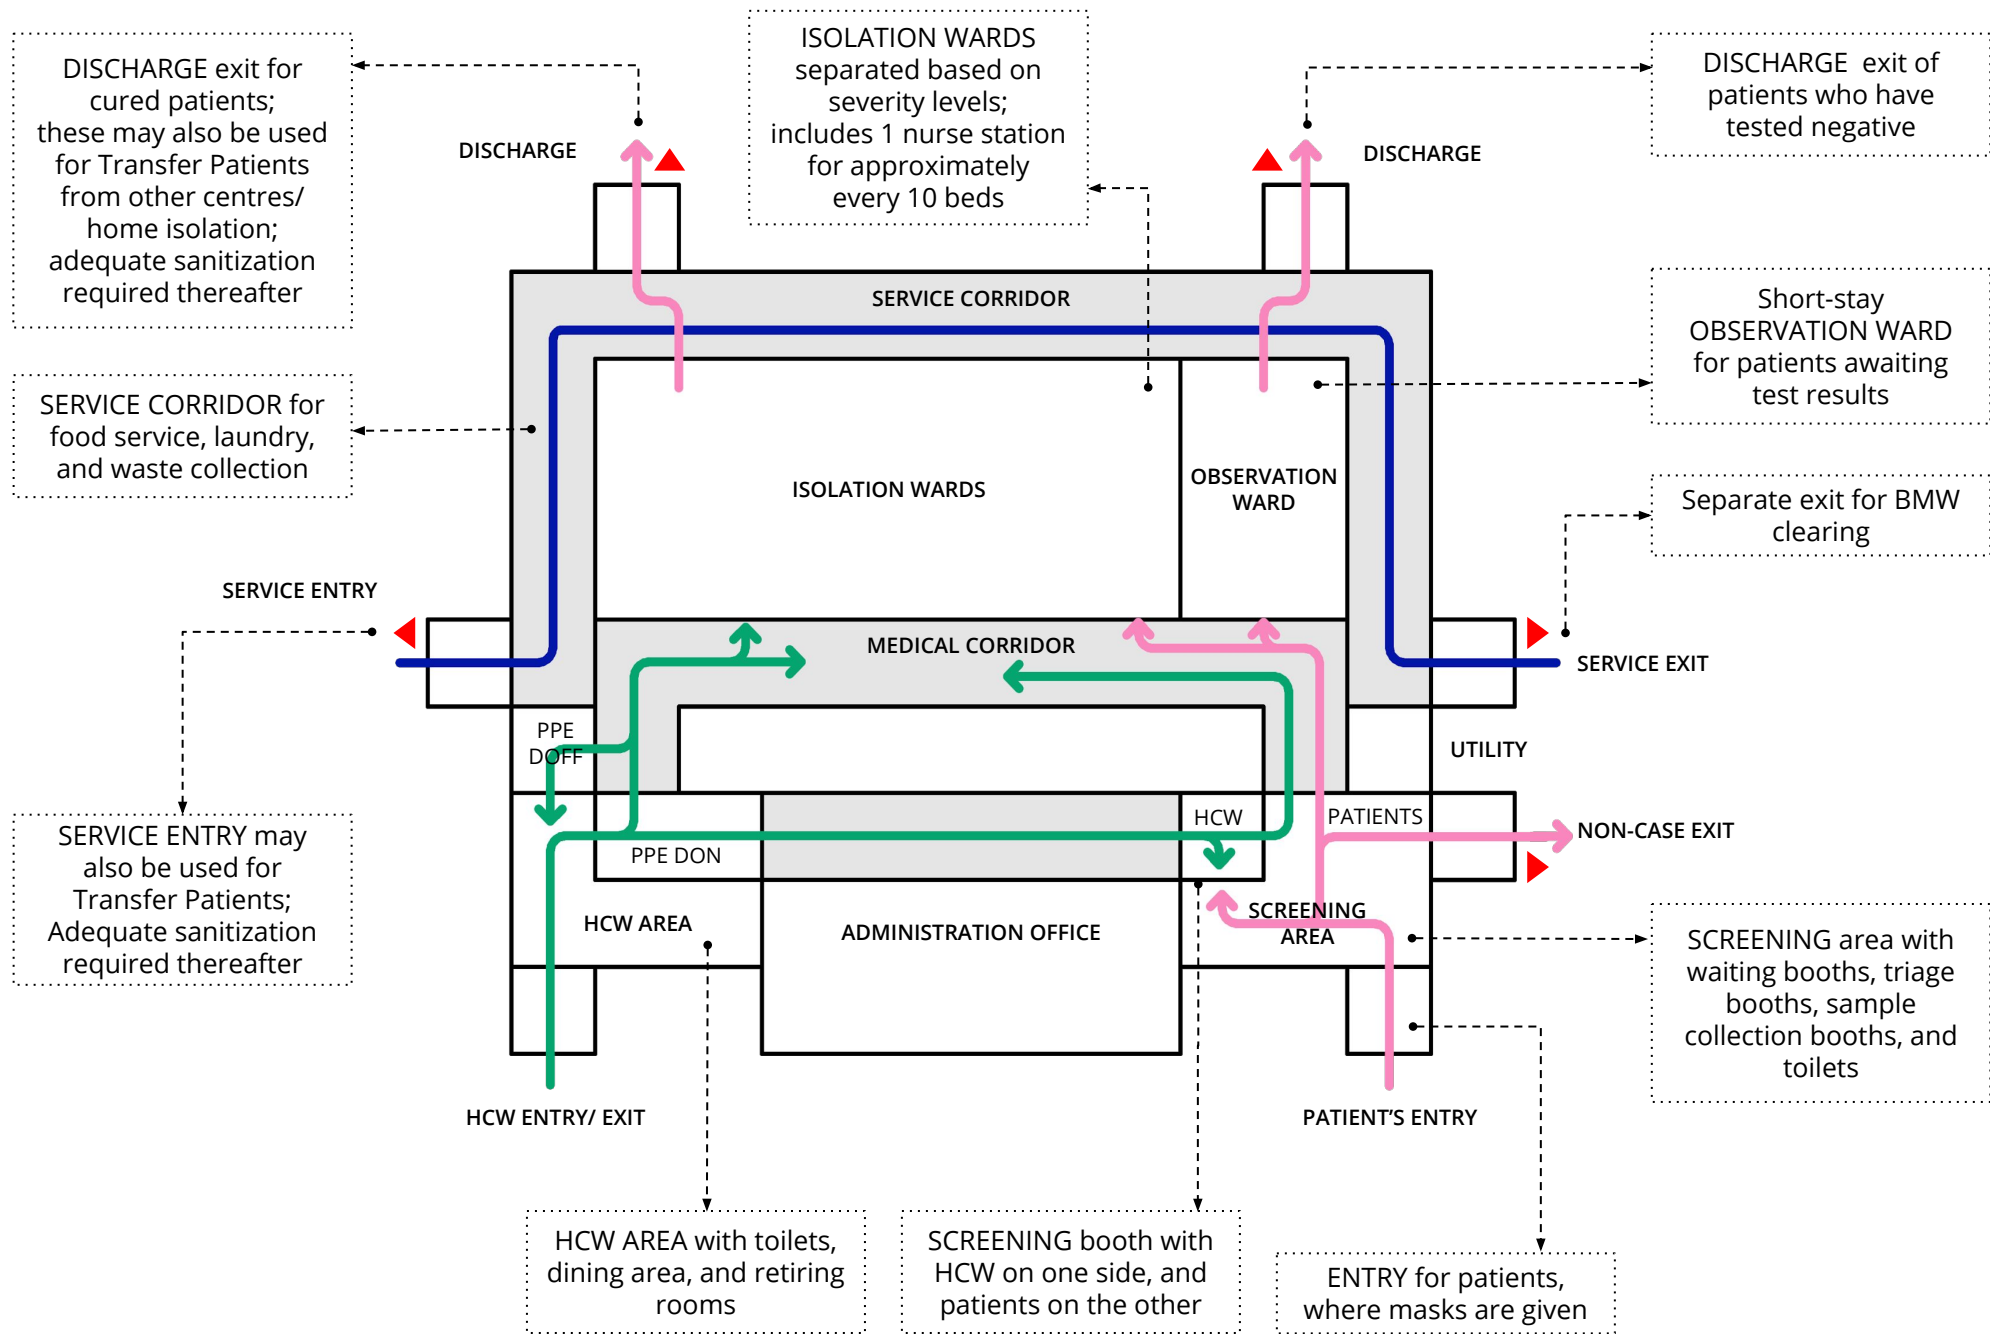 DISCHARGE exit for
cured patients;
these may also be used
for Transfer Patients
from other centres/
home isolation;
adequate sanitization
required thereafter
ISOLATION WARDS
separated based on
severity levels;
includes 1 nurse station
for approximately
every 10 beds
DISCHARGE exit of
patients who have
tested negative
DISCHARGE
DISCHARGE
SERVICE CORRIDOR
Short-stay
OBSERVATION WARD
for patients awaiting
test results
SERVICE CORRIDOR for
food service, laundry,
and waste collection
ISOLATION WARDS
OBSERVATION
WARD
Separate exit for BMW
clearing
SERVICE ENTRY
MEDICAL CORRIDOR
SERVICE EXIT
PPE
DOFF
UTILITY
HCW
PATIENTS
NON-CASE EXIT
PPE DON
SERVICE ENTRY may
also be used for
Transfer Patients;
Adequate sanitization
required thereafter
HCW AREA
ADMINISTRATION OFFICE
SCREENING
AREA
SCREENING area with
waiting booths, triage
booths, sample
collection booths, and
toilets
HCW ENTRY/ EXIT
PATIENT'S ENTRY
HCW AREA with toilets,
dining area, and retiring
rooms
SCREENING booth with
HCW on one side, and
patients on the other
ENTRY for patients,
where masks are given